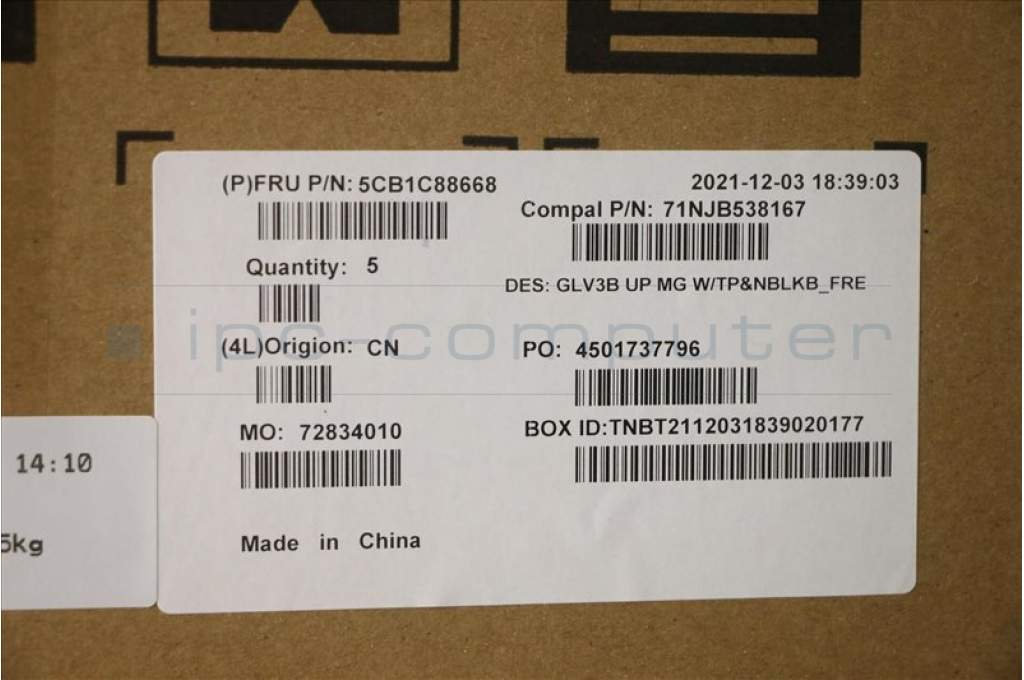 (P)FRU P/N: 5CB1C88668
2021-12-03 18:39:03
Compal P/N: 71NJB538167
Quantity: 5
DES: GLV3B UP MG W/TP&NBLKB_FRE
ipc-computer
(4L)Origion: CN
PO: 4501737796
MO: 72834010
BOX ID:TNBT2112031839020177
14:10
Made in China
5kg